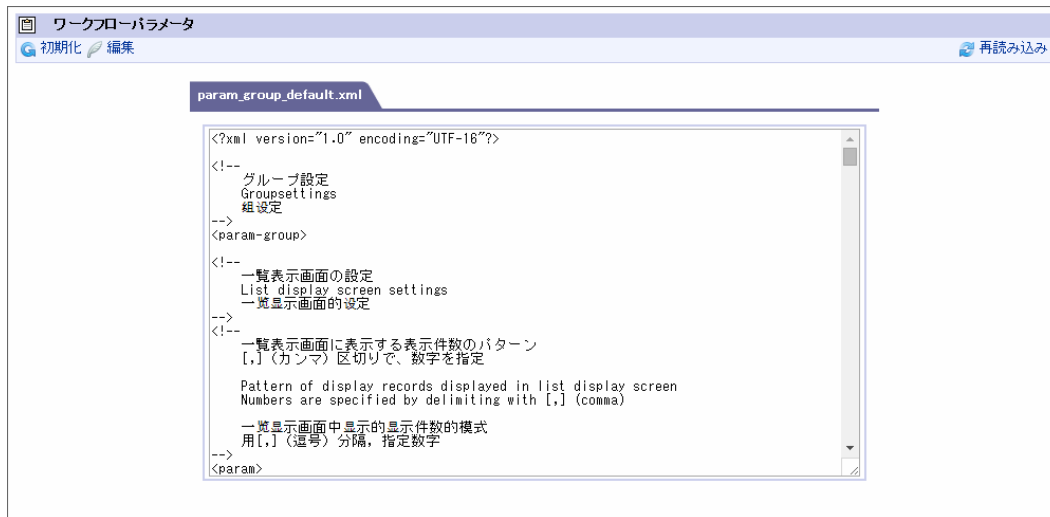 ワークフローパラメータ
初期化 編集 再読み込み
param_group_default.xml
<?xml version="1.0" encoding="UTF-16"?>
<!--
グループ設定
Groupsettings
组设定
-->
<param-group>
<!--
一覧表示画面の設定
List display screen settings
一览显示画面的设定
-->
<!--
一覧表示画面に表示する表示件数のパターン
[,]（カンマ）区切りで、数字を指定
Pattern of display records displayed in list display screen
Numbers are specified by delimiting with [,] (comma)
一览显示画面中显示的显示件数的模式
用[,]（逗号）分隔，指定数字
-->
<param>